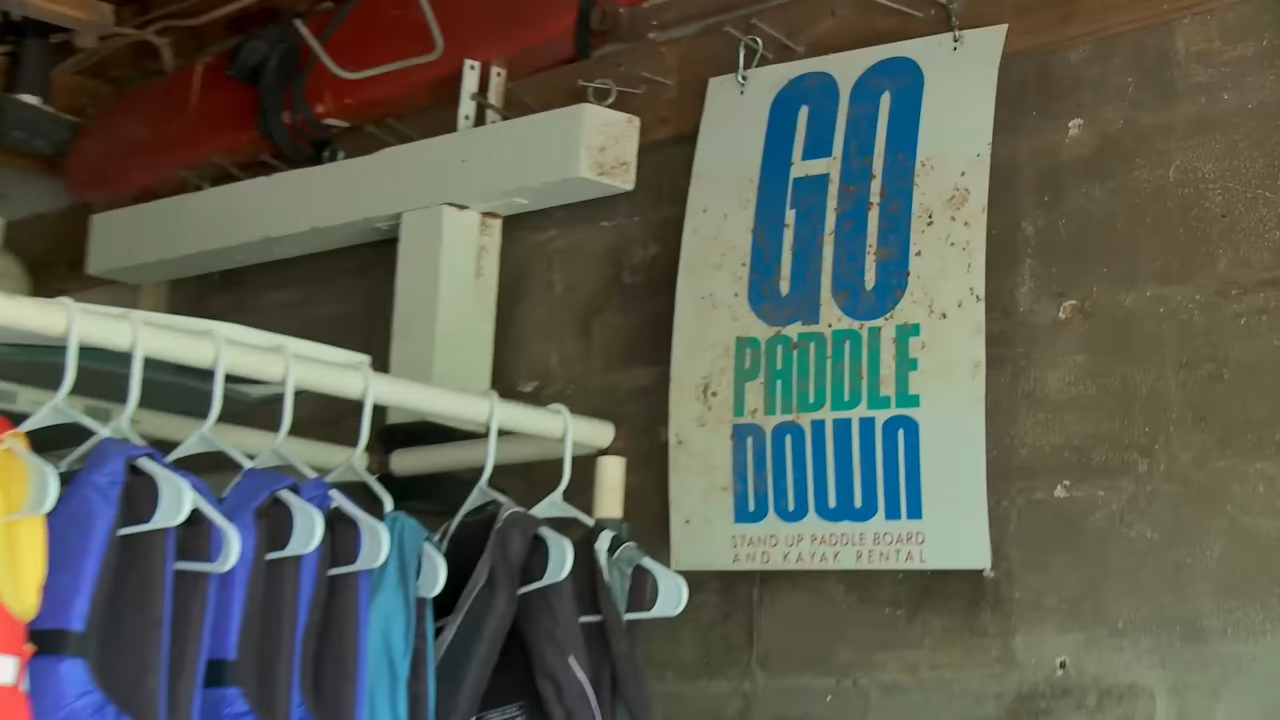 GO
PADDLE
DOWN
STAND UP PADDLE BOARD
AND KAYAK RENTAL